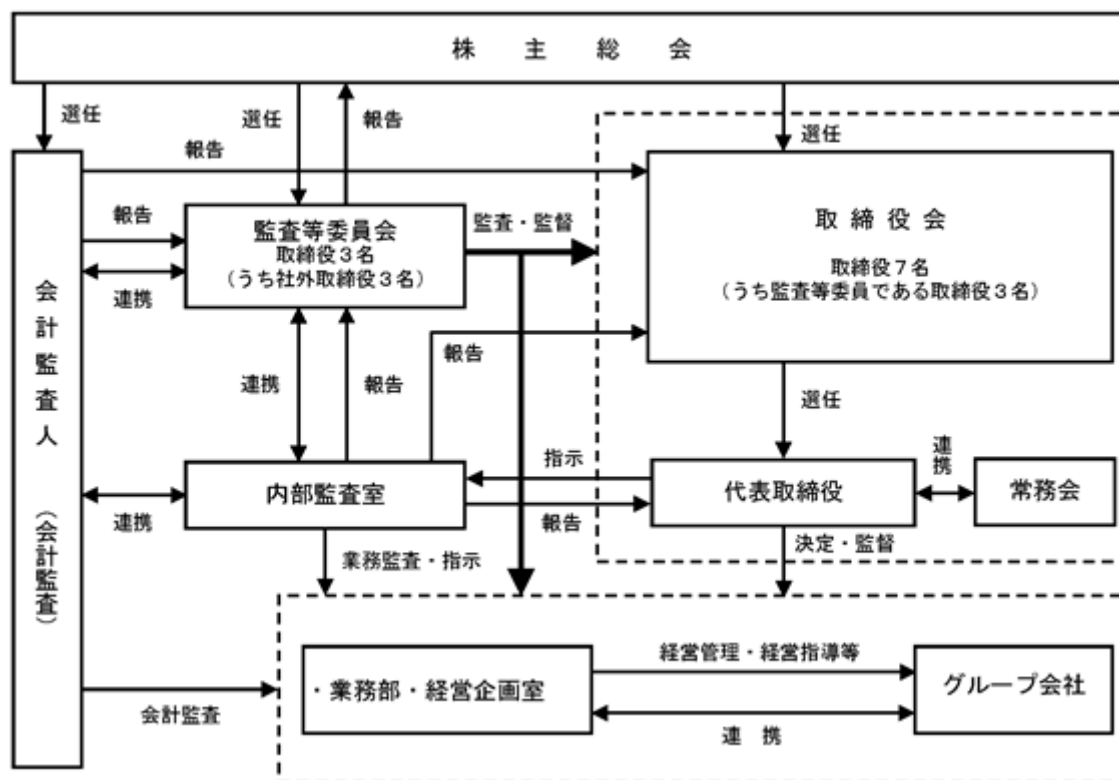 株主総会
選任
選任
報告
選任
報告
報告
連携
会計監査人
（会計監査）
監査等委員会
取締役３名
（うち社外取締役３名）
監査・監督
取締役会
取締役７名
（うち監査等委員である取締役３名）
連携
報告
報告
選任
連携
内部監査室
指示
報告
代表取締役
連携
常務会
業務監査・指示
決定・監督
会計監査
・業務部・経営企画室
経営管理・経営指導等
連携
グループ会社